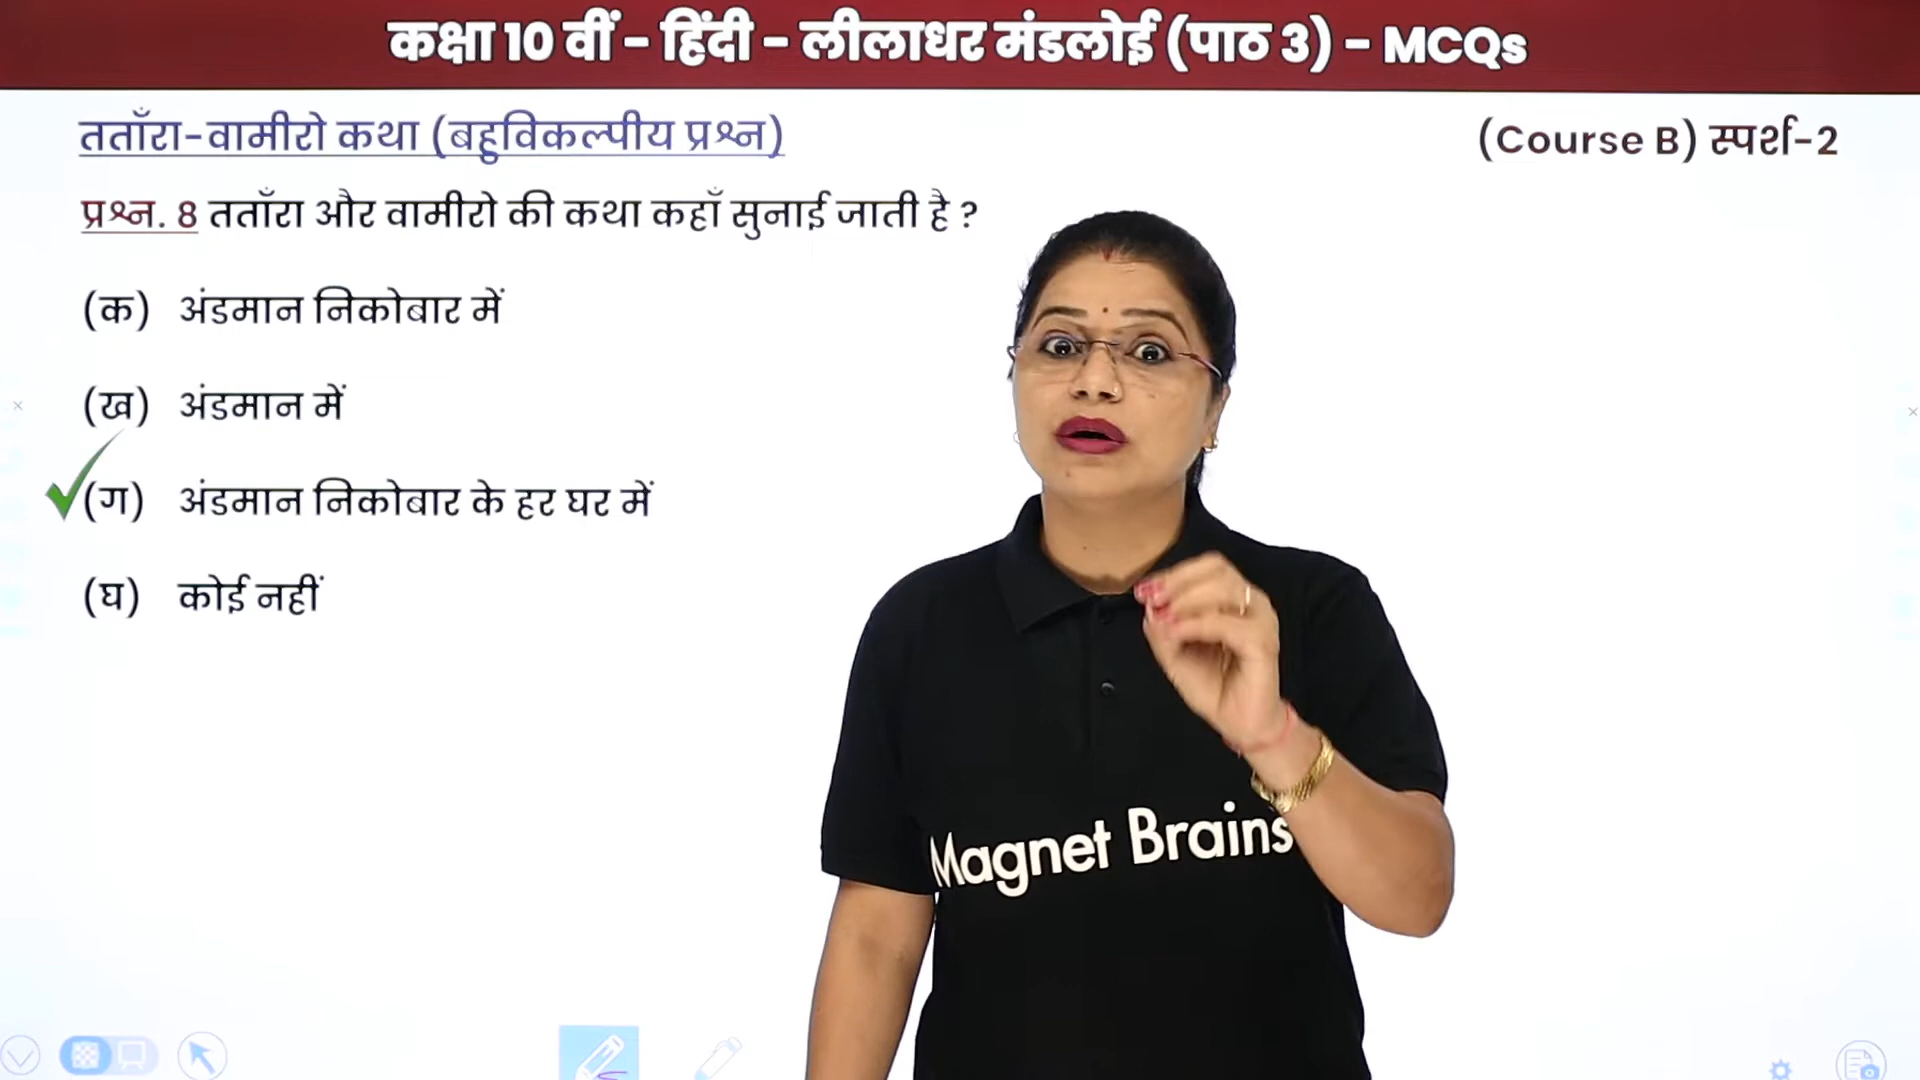 कक्षा 10 वीं - हिंदी - लीलाधर मंडलोई (पाठ 3) - MCQs
तताँरा-वामीरो कथा (बहुविकल्पीय प्रश्न)
(Course B) स्पर्श-2
प्रश्न. 8 तताँरा और वामीरो की कथा कहाँ सुनाई जाती है ?
(क) अंडमान निकोबार में
(ख) अंडमान में
(ग) अंडमान निकोबार के हर घर में
(घ) कोई नहीं
Magnet Brains